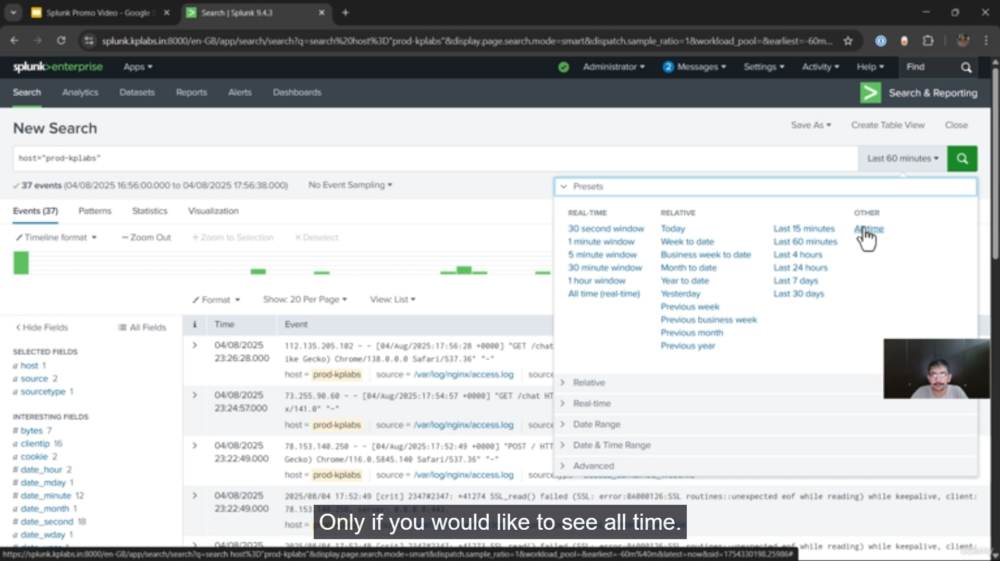 Splunk Promo Video - Google S
Search | Splunk 9.4.3
splunk.kplabs.in:8000/en-GB/app/search/search?q=search%20host%3D"prod-kplabs"&display.page.search.mode=smart&dispatch.sample_ratio=1&workload_pool=&earliest=-60m...
splunk>enterprise Apps Administrator 2 Messages Settings Activity Help Find
Search Analytics Datasets Reports Alerts Dashboards Search & Reporting
New Search Save As Create Table View Close
host="prod-kplabs" Last 60 minutes
37 events (04/08/2025 16:56:00.000 to 04/08/2025 17:56:38.000) No Event Sampling
Events (37) Patterns Statistics Visualization
Timeline format — Zoom Out + Zoom to Selection × Deselect
Format Show: 20 Per Page View: List
Presets
REAL-TIME
30 second window
1 minute window
5 minute window
30 minute window
1 hour window
All time (real-time)
RELATIVE
Today
Week to date
Business week to date
Month to date
Year to date
Yesterday
Previous week
Previous business week
Previous month
Previous year
Last 15 minutes
Last 60 minutes
Last 4 hours
Last 24 hours
Last 7 days
Last 30 days
OTHER
All time
Relative
Real-time
Date Range
Date & Time Range
Advanced
< Hide Fields All Fields
SELECTED FIELDS
a host 1
a source 2
a sourcetype 1
INTERESTING FIELDS
# bytes 7
a clientip 16
a cookie 2
# date_hour 2
# date_mday 1
# date_minute 12
a date_month 1
# date_second 18
a date_wday 1
i Time Event
04/08/2025
23:26:28.000
112.135.205.102 - - [04/Aug/2025:17:56:28 +0000] "GET /chat
ike Gecko) Chrome/138.0.0.0 Safari/537.36" "-"
host = prod-kplabs source = /var/log/nginx/access.log source
04/08/2025
23:24:57.000
73.255.90.60 - - [04/Aug/2025:17:54:57 +0000] "GET /chat HT
x/141.0" "-"
host = prod-kplabs source = /var/log/nginx/access.log source
04/08/2025
23:22:49.000
78.153.140.250 - - [04/Aug/2025:17:52:49 +0000] "POST / HTT
Gecko) Chrome/116.0.5845.140 Safari/537.36" "-"
host = prod-kplabs source = /var/log/nginx/access.log
04/08/2025
23:22:49.000
2025/08/04 17:52:49 [crit] 2347#2347: *41274 SSL_read() failed (SSL: error:0A000126:SSL routines::unexpected eof while reading) while keepalive, client:
78.153.140.250, server: 0.0.0.0:443
host =
04/08/2025
while reading) while keepalive, client:
Only if you would like to see all time.
https://splunk.kplabs.in:8000/en-GB/app/search/search?q=search host%3D"prod-kplabs"&display.page.search.mode=smart&dispatch.sample_ratio=1&workload_pool=&earliest=-60m%40m&latest=now&sid=1754330198.25986#
udemy